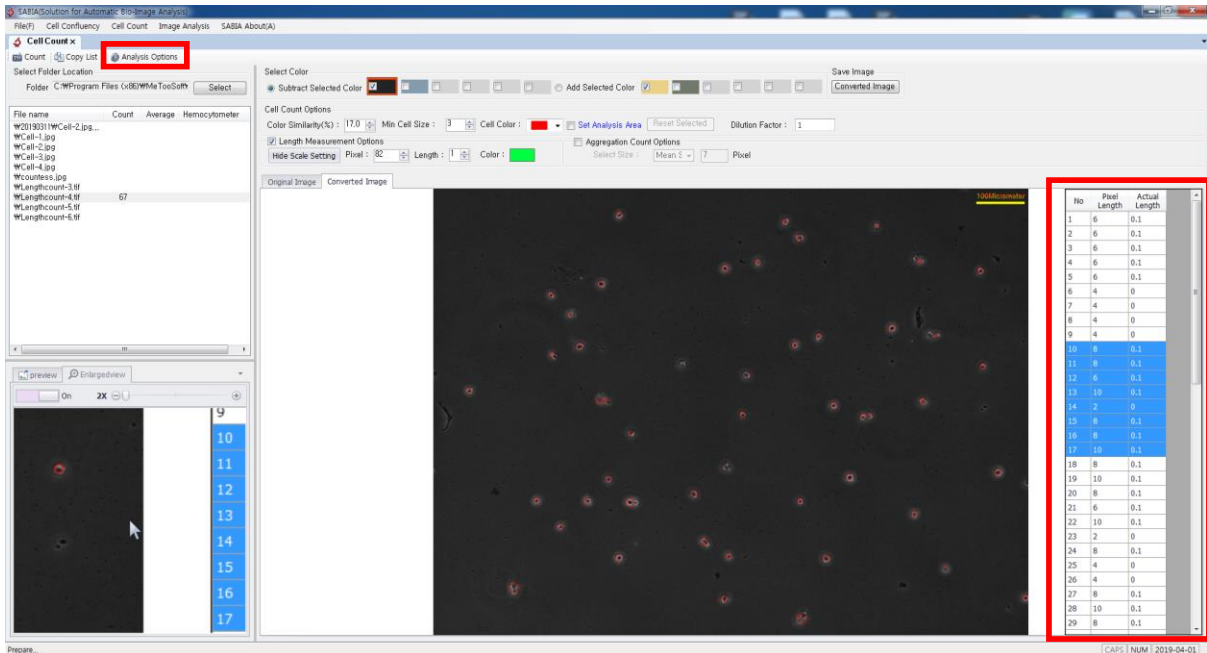 SABIA(Solution for Automatic Bio-Image Analysis)
File(F) Cell Confluency Cell Count Image Analysis SABIA About(A)
Cell Count x
Count Copy List Analysis Options
Select Folder Location
Folder C:₩Program Files (x86)₩MeTooSoft₩ Select
File name Count Average Hemocytometer
₩20190311₩Cell-2.jpg,...
₩Cell-1.jpg
₩Cell-2.jpg
₩Cell-3.jpg
₩Cell-4.jpg
₩countess.jpg
₩Lengthcount-3.tif
₩Lengthcount-4.tif 67
₩Lengthcount-5.tif
₩Lengthcount-6.tif
preview Enlargedview
On 2X
9
10
11
12
13
14
15
16
17
Select Color
Subtract Selected Color Add Selected Color
Save Image
Converted Image
Cell Count Options
Color Similarity(%) : 17.0 Min Cell Size : 3 Cell Color : Set Analysis Area Reset Selected Dilution Factor : 1
Length Measurement Options
Hide Scale Setting Pixel : 82 Length : 1 Color :
Aggregation Count Options
Select Size : Mean S 7 Pixel
Original Image Converted Image
100Micrometer
No Pixel Length Actual Length
1 6 0.1
2 6 0.1
3 6 0.1
4 6 0.1
5 6 0.1
6 4 0
7 4 0
8 4 0
9 4 0
10 8 0.1
11 8 0.1
12 6 0.1
13 10 0.1
14 2 0
15 8 0.1
16 8 0.1
17 10 0.1
18 8 0.1
19 10 0.1
20 8 0.1
21 6 0.1
22 10 0.1
23 2 0
24 8 0.1
25 4 0
26 4 0
27 8 0.1
28 10 0.1
29 8 0.1
Prepare...
CAPS NUM 2019-04-01